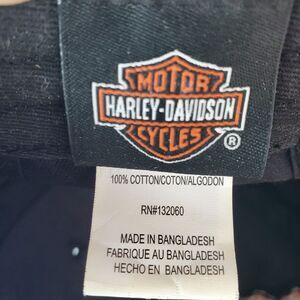 MOTOR
HARLEY-DAVIDSON
CYCLES
®
100% COTTON/COTON/ALGODON
RN#132060
MADE IN BANGLADESH
FABRIQUE AU BANGLADESH
HECHO EN BANGLADESH